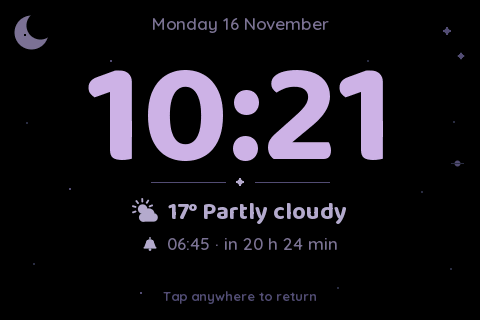 Monday 16 November
10:21
17° Partly cloudy
06:45 · in 20 h 24 min
Tap anywhere to return